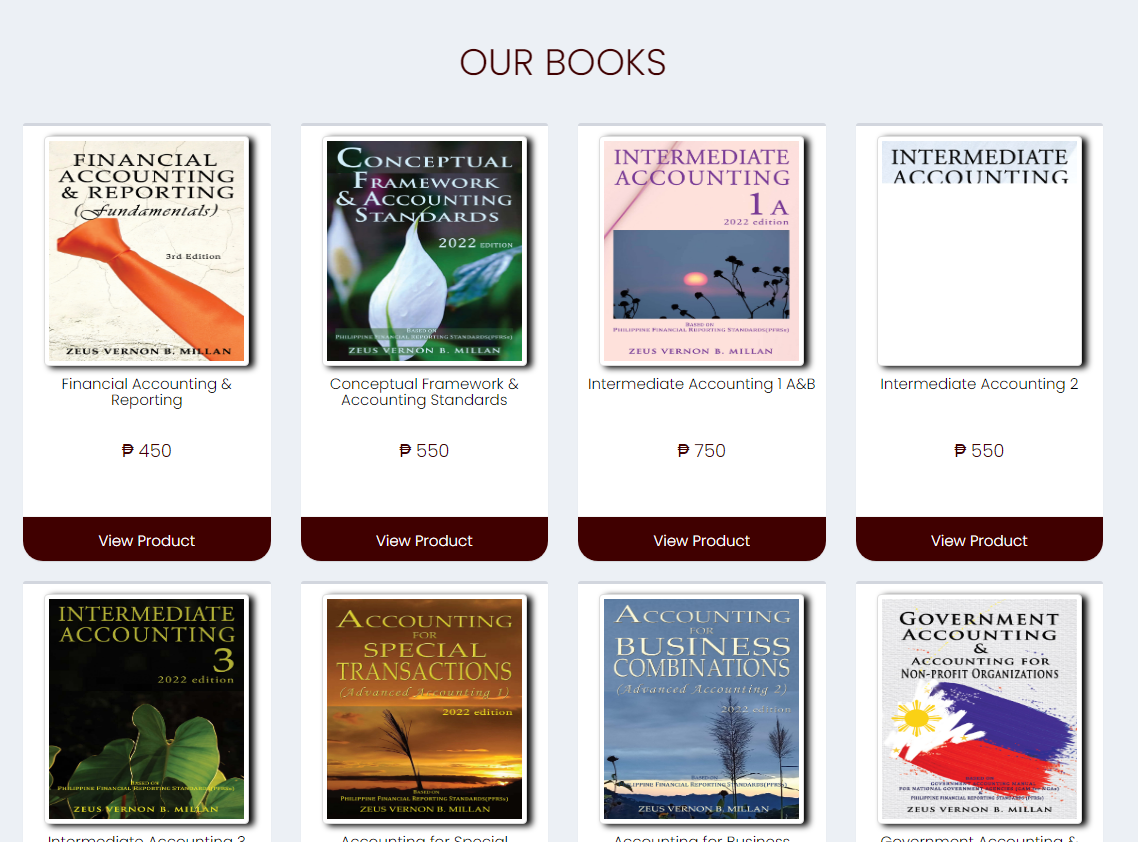 OUR BOOKS
FINANCIAL
ACCOUNTING
& REPORTING
(Fundamentals)
3rd Edition
ZEUS VERNON B. MILLAN
Financial Accounting &
Reporting
₱ 450
View Product
CONCEPTUAL
FRAMEWORK
& ACCOUNTING
STANDARDS
2022 EDITION
BASED ON
PHILIPPINE FINANCIAL REPORTING STANDARDS(PFRSs)
ZEUS VERNON B. MILLAN
Conceptual Framework &
Accounting Standards
₱ 550
View Product
INTERMEDIATE
ACCOUNTING
1 A
2022 edition
BASED ON
PHILIPPINE FINANCIAL REPORTING STANDARDS(PFRSs)
ZEUS VERNON B. MILLAN
Intermediate Accounting 1 A&B
₱ 750
View Product
INTERMEDIATE
ACCOUNTING
Intermediate Accounting 2
₱ 550
View Product
INTERMEDIATE
ACCOUNTING
3
2022 edition
BASED ON
PHILIPPINE FINANCIAL REPORTING STANDARDS(PFRSs)
ZEUS VERNON B. MILLAN
Intermediate Accounting 3
ACCOUNTING
FOR
SPECIAL
TRANSACTIONS
(Advanced Accounting 1)
2022 edition
BASED ON
PHILIPPINE FINANCIAL REPORTING STANDARDS(PFRSs)
ZEUS VERNON B. MILLAN
Accounting for Special
ACCOUNTING
FOR
BUSINESS
COMBINATIONS
(Advanced Accounting 2)
2022 edition
BASED ON
PHILIPPINE FINANCIAL REPORTING STANDARDS(PFRSs)
ZEUS VERNON B. MILLAN
Accounting for Business
GOVERNMENT
ACCOUNTING
&
ACCOUNTING FOR
NON-PROFIT ORGANIZATIONS
BASED ON
GOVERNMENT ACCOUNTING MANUAL
FOR NATIONAL GOVERNMENT AGENCIES
&
PHILIPPINE FINANCIAL REPORTING STANDARDS(PFRSs)
ZEUS VERNON B. MILLAN
Government Accounting &